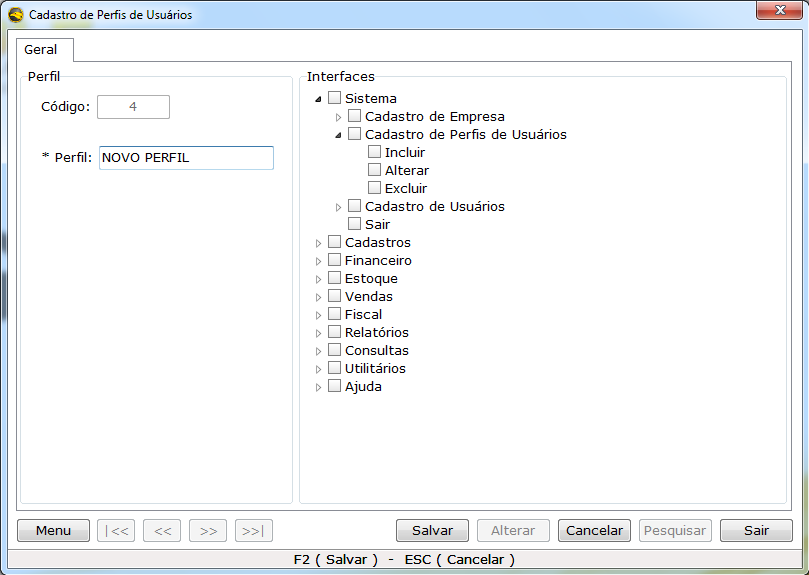 Cadastro de Perfis de Usuários
Geral
Perfil
Código: 4
* Perfil: NOVO PERFIL
Interfaces
Sistema
Cadastro de Empresa
Cadastro de Perfis de Usuários
Incluir
Alterar
Excluir
Cadastro de Usuários
Sair
Cadastros
Financeiro
Estoque
Vendas
Fiscal
Relatórios
Consultas
Utilitários
Ajuda
Menu |<< << >> >>| Salvar Alterar Cancelar Pesquisar Sair
F2 ( Salvar ) - ESC ( Cancelar )